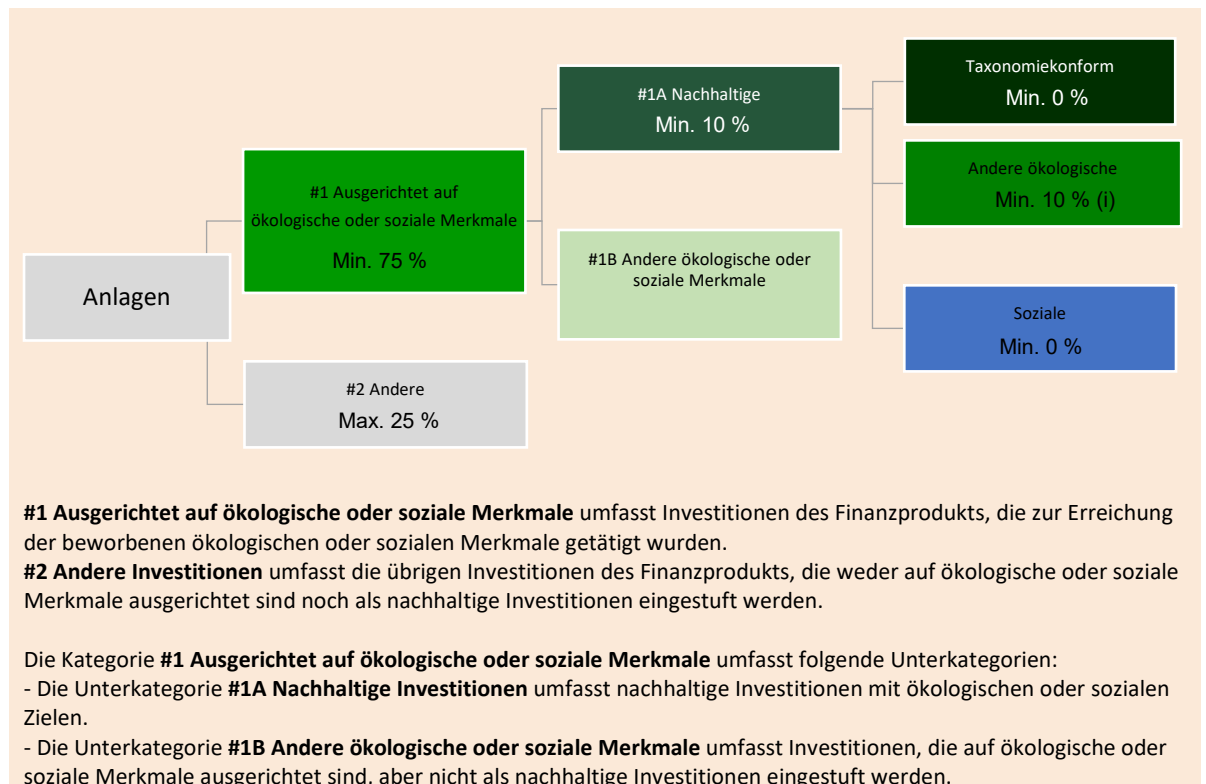 Taxonomiekonform
Min. 0 %
#1A Nachhaltige
Min. 10 %
Andere ökologische
Min. 10 % (i)
#1 Ausgerichtet auf
ökologische oder soziale Merkmale
Min. 75 %
#1B Andere ökologische oder
soziale Merkmale
Anlagen
Soziale
Min. 0 %
#2 Andere
Max. 25 %
#1 Ausgerichtet auf ökologische oder soziale Merkmale umfasst Investitionen des Finanzprodukts, die zur Erreichung
der beworbenen ökologischen oder sozialen Merkmale getätigt wurden.
#2 Andere Investitionen umfasst die übrigen Investitionen des Finanzprodukts, die weder auf ökologische oder soziale
Merkmale ausgerichtet sind noch als nachhaltige Investitionen eingestuft werden.
Die Kategorie #1 Ausgerichtet auf ökologische oder soziale Merkmale umfasst folgende Unterkategorien:
- Die Unterkategorie #1A Nachhaltige Investitionen umfasst nachhaltige Investitionen mit ökologischen oder sozialen
Zielen.
- Die Unterkategorie #1B Andere ökologische oder soziale Merkmale umfasst Investitionen, die auf ökologische oder
soziale Merkmale ausgerichtet sind, aber nicht als nachhaltige Investitionen eingestuft werden.